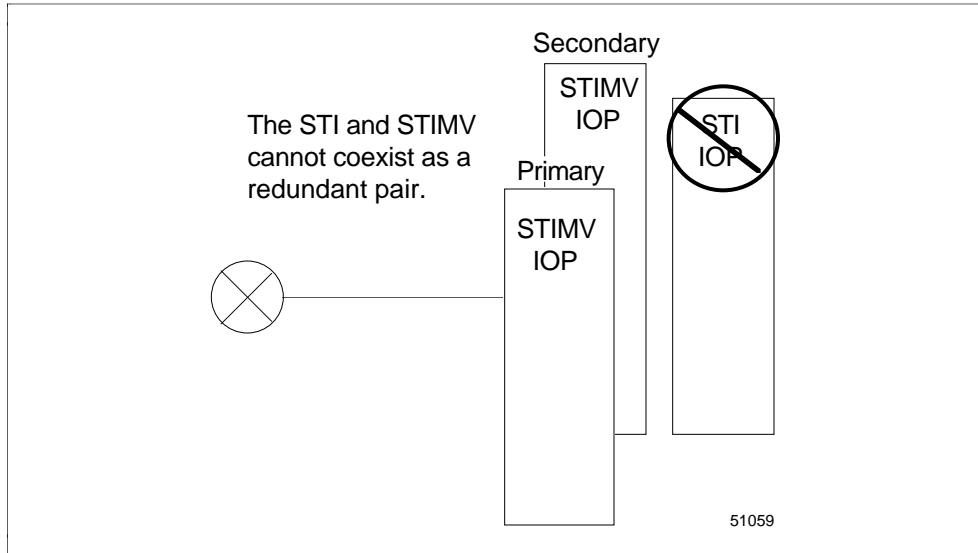 Secondary
STIMV
IOP
STI
IOP
The STI and STIMV
cannot coexist as a
redundant pair.
Primary
STIMV
IOP
51059